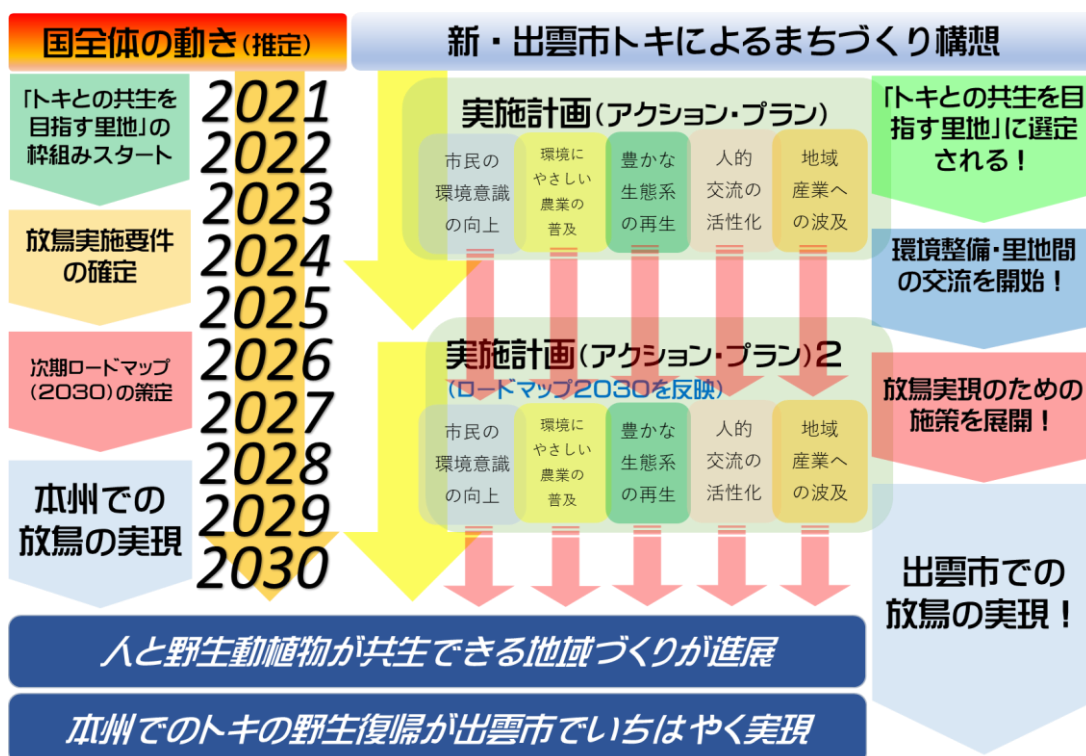 国全体の動き(推定)
新・出雲市トキによるまちづくり構想
「トキとの共生を
目指す里地」の
枠組みスタート
放鳥実施要件
の確定
次期ロードマップ
(2030)の策定
本州での
放鳥の実現
2021
2022
2023
2024
2025
2026
2027
2028
2029
2030
実施計画(アクション・プラン)
市民の
環境意識
の向上
環境に
やさしい
農業の
普及
豊かな
生態系
の再生
人的
交流の
活性化
地域
産業へ
の波及
実施計画(アクション・プラン)2
(ロードマップ2030を反映)
市民の
環境意識
の向上
環境に
やさしい
農業の
普及
豊かな
生態系
の再生
人的
交流の
活性化
地域
産業へ
の波及
「トキとの共生を目
指す里地」に選定
される！
環境整備・里地間
の交流を開始！
放鳥実現のための
施策を展開！
出雲市での
放鳥の実現！
人と野生動植物が共生できる地域づくりが進展
本州でのトキの野生復帰が出雲市でいちはやく実現